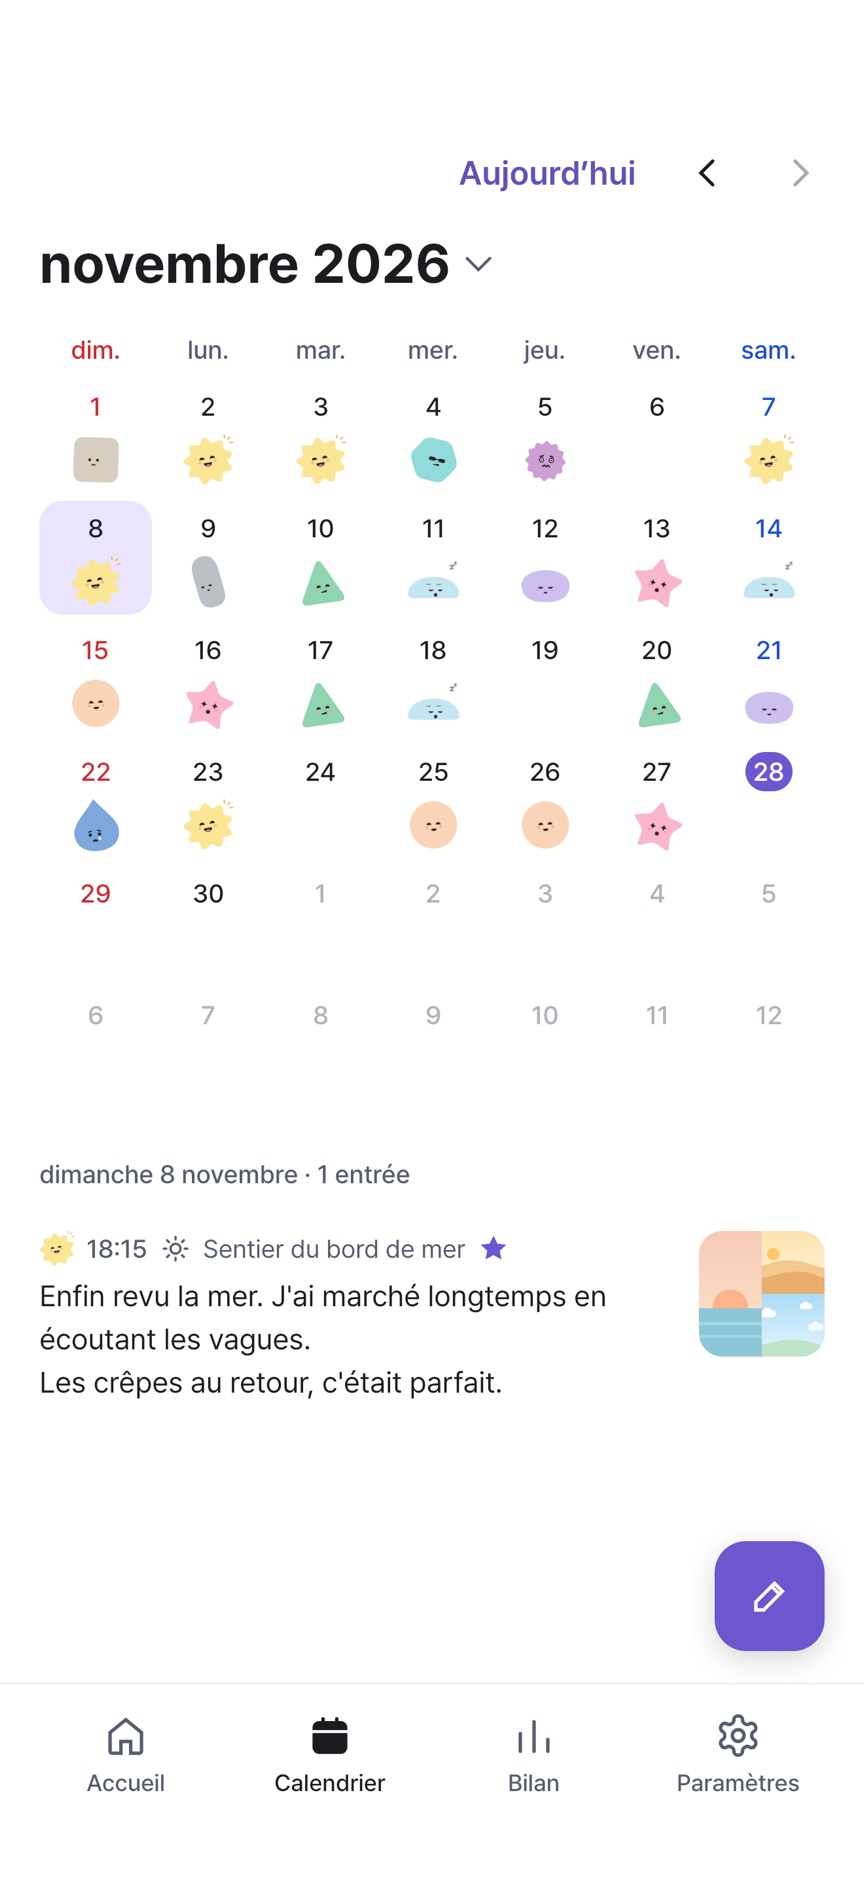 Aujourd’hui
novembre 2026
dim. lun. mar. mer. jeu. ven. sam.
1 2 3 4 5 6 7
8 9 10 11 12 13 14
15 16 17 18 19 20 21
22 23 24 25 26 27 28
29 30 1 2 3 4 5
6 7 8 9 10 11 12
dimanche 8 novembre · 1 entrée
18:15 Sentier du bord de mer
Enfin revu la mer. J'ai marché longtemps en
écoutant les vagues.
Les crêpes au retour, c'était parfait.
Accueil Calendrier Bilan Paramètres